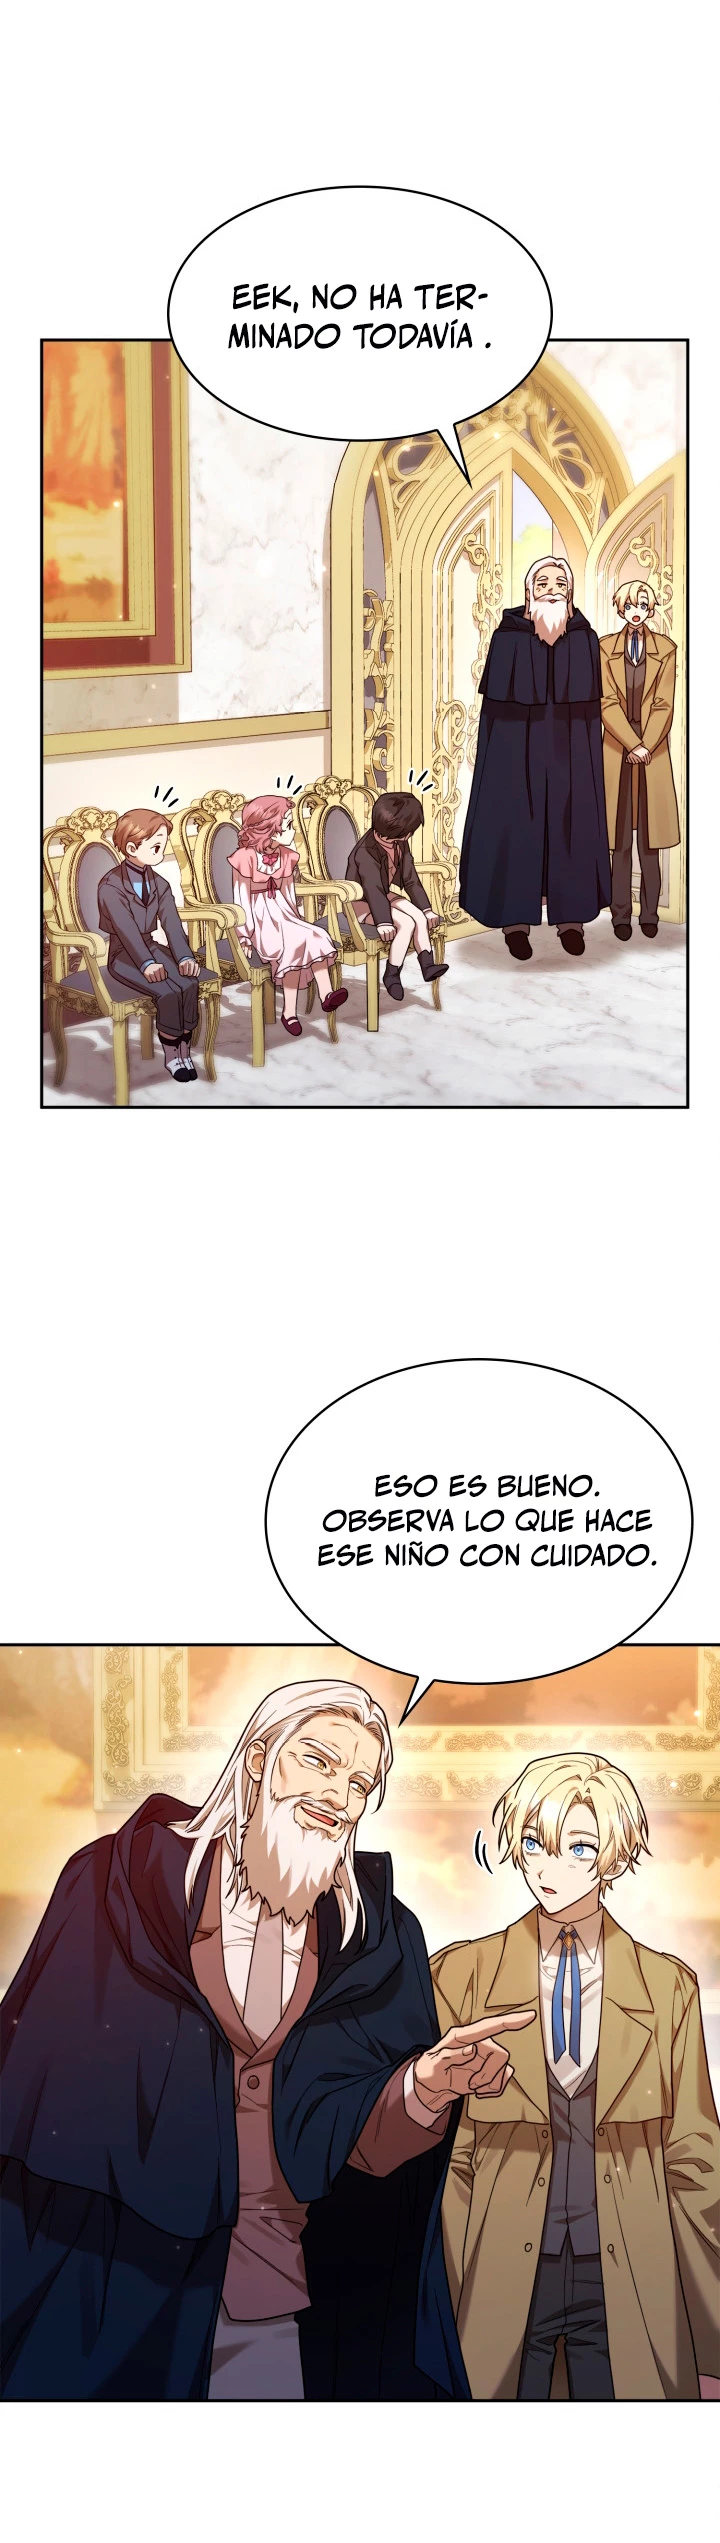 EEK, NO HA TER-
MINADO TODAVÍA .
ESO ES BUENO.
OBSERVA LO QUE HACE
ESE NIÑO CON CUIDADO.